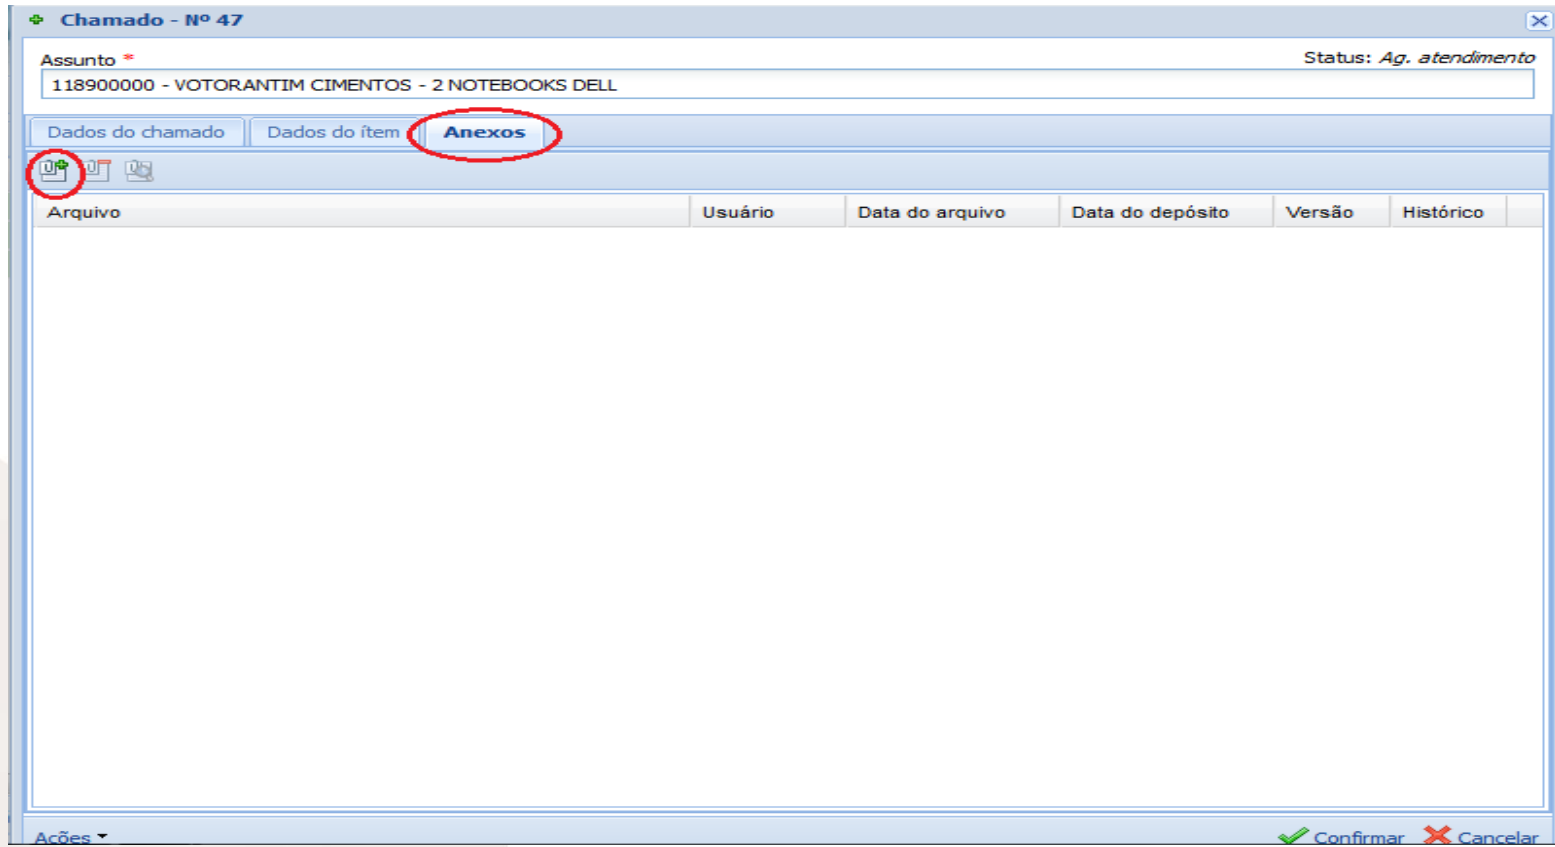 Chamado - Nº 47
Assunto * Status: Ag. atendimento
118900000 - VOTORANTIM CIMENTOS - 2 NOTEBOOKS DELL
Dados do chamado Dados do ítem Anexos
Arquivo Usuário Data do arquivo Data do depósito Versão Histórico
Ações Confirmar Cancelar